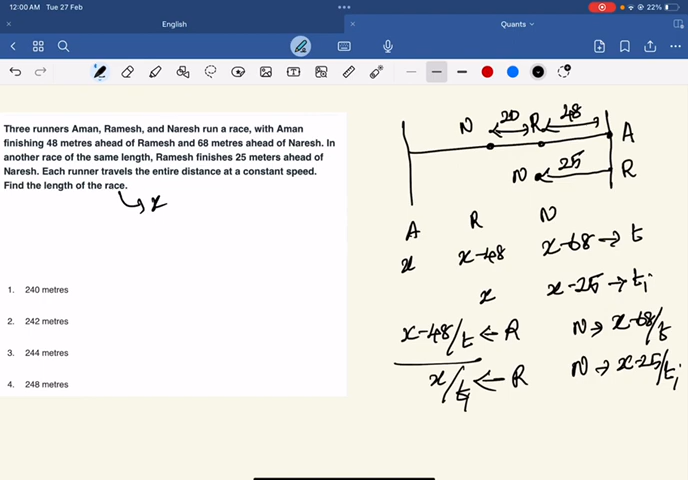 12:00 AM Tue 27 Feb
22%
English
Quants
Three runners Aman, Ramesh, and Naresh run a race, with Aman
finishing 48 metres ahead of Ramesh and 68 metres ahead of Naresh. In
another race of the same length, Ramesh finishes 25 meters ahead of
Naresh. Each runner travels the entire distance at a constant speed.
Find the length of the race.
x
1. 240 metres
2. 242 metres
3. 244 metres
4. 248 metres
N 20 R 48 A
N 25 R
A R N
x x-48 x-68 → t
x x-25 → t₁
x-48/t ← R N → x-68/t
x/t₁ ← R N → x-25/t₁